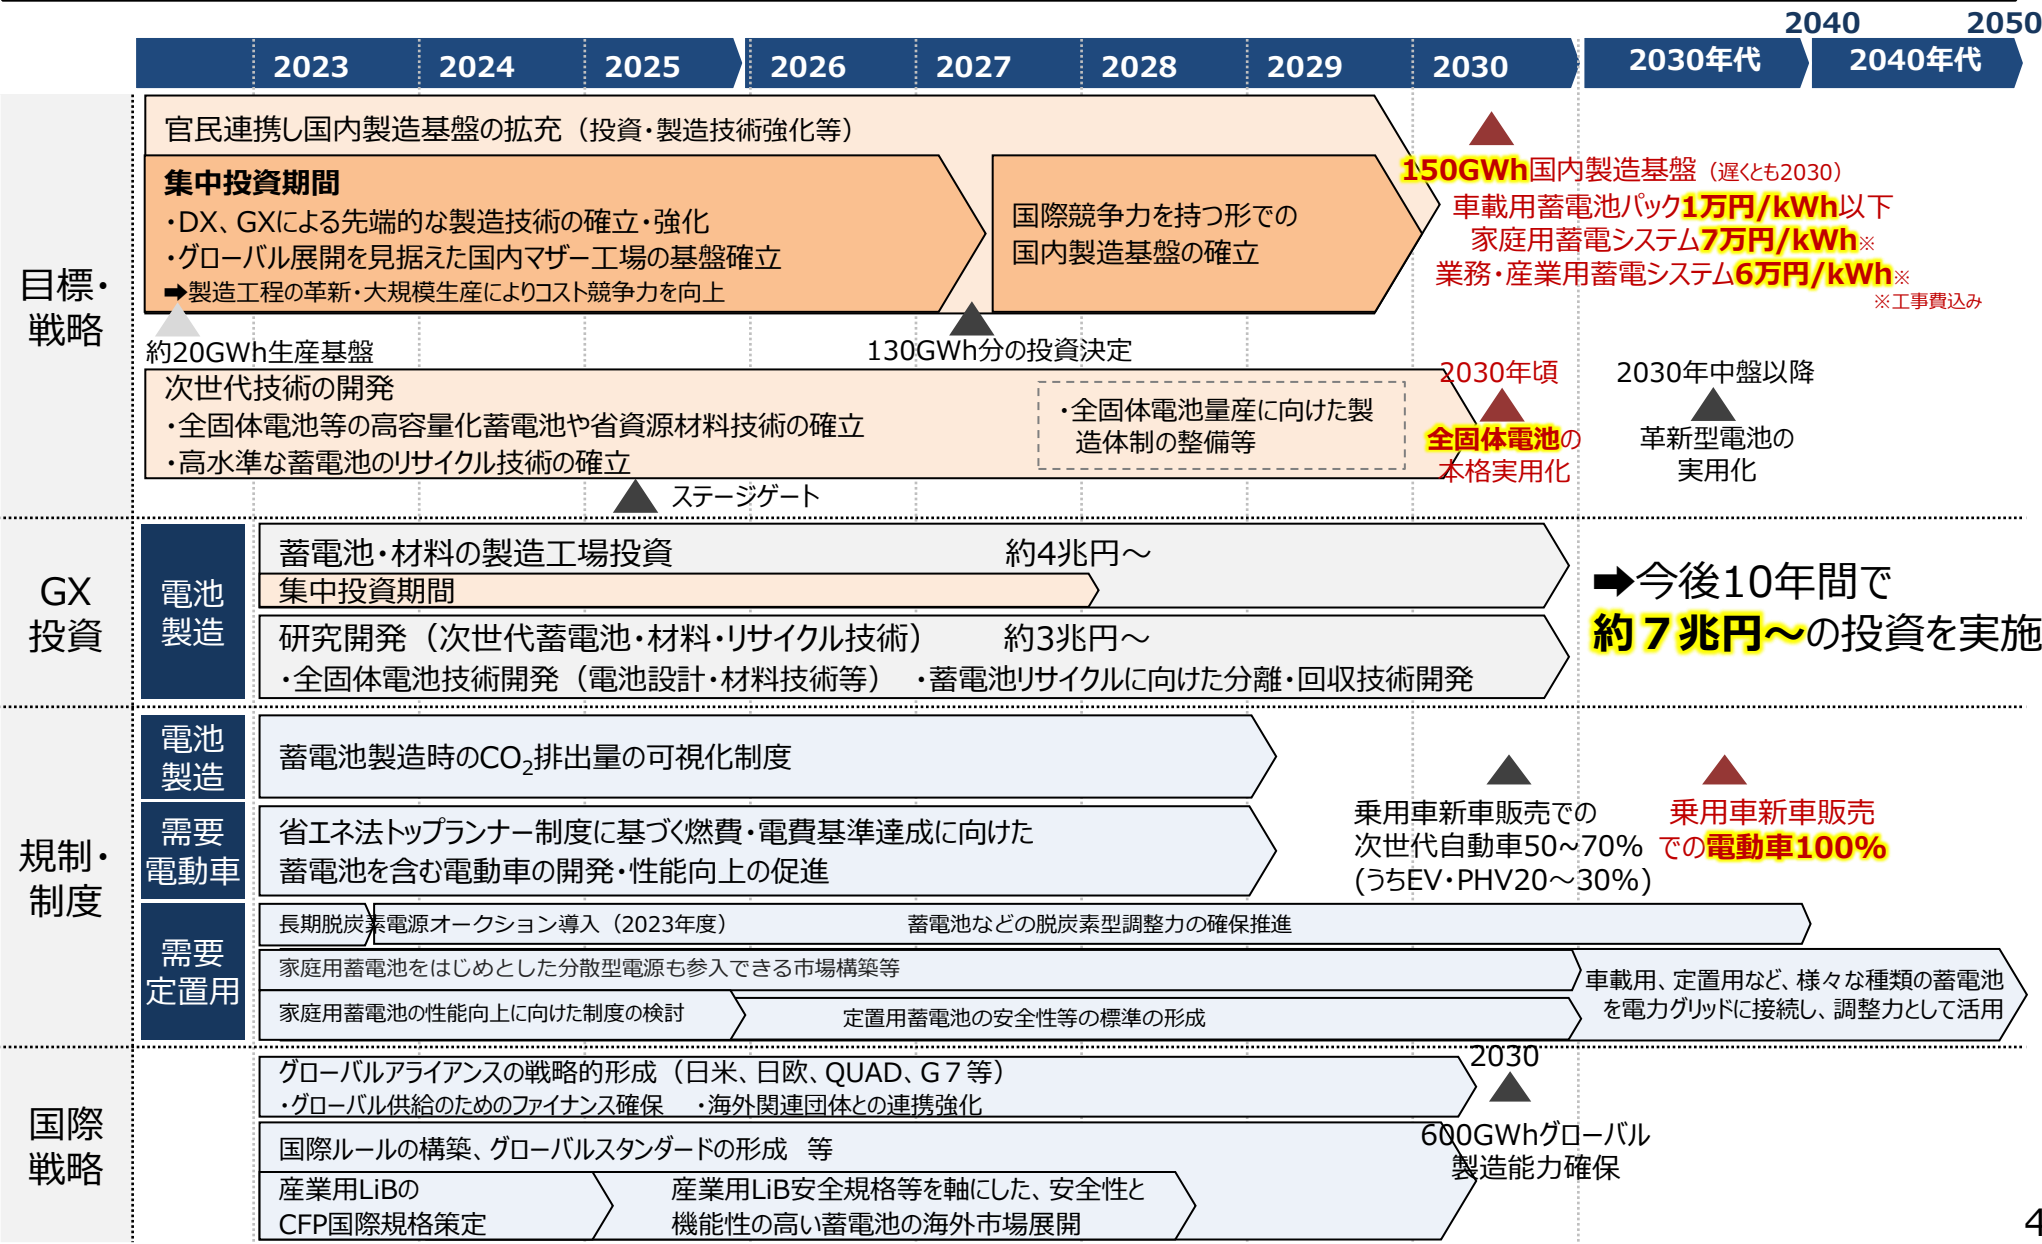 2040 2050
2023 2024 2025 2026 2027 2028 2029 2030 2030年代 2040年代
目標・
戦略
官民連携し国内製造基盤の拡充（投資・製造技術強化等）
集中投資期間
・DX、GXによる先端的な製造技術の確立・強化
・グローバル展開を見据えた国内マザー工場の基盤確立
➡製造工程の革新・大規模生産によりコスト競争力を向上
国際競争力を持つ形での
国内製造基盤の確立
150GWh国内製造基盤（遅くとも2030）
車載用蓄電池パック1万円/kWh以下
家庭用蓄電システム7万円/kWh※
業務・産業用蓄電システム6万円/kWh※
※工事費込み
約20GWh生産基盤
130GWh分の投資決定
次世代技術の開発
・全固体電池等の高容量化蓄電池や省資源材料技術の確立
・高水準な蓄電池のリサイクル技術の確立
・全固体電池量産に向けた製
造体制の整備等
2030年頃
全固体電池の
本格実用化
2030年中盤以降
革新型電池の
実用化
ステージゲート
GX
投資
電池
製造
蓄電池・材料の製造工場投資 約4兆円～
集中投資期間
研究開発（次世代蓄電池・材料・リサイクル技術） 約3兆円～
・全固体電池技術開発（電池設計・材料技術等） ・蓄電池リサイクルに向けた分離・回収技術開発
➡今後10年間で
約７兆円～の投資を実施
規制・
制度
電池
製造
蓄電池製造時のCO2排出量の可視化制度
需要
電動車
省エネ法トップランナー制度に基づく燃費・電費基準達成に向けた
蓄電池を含む電動車の開発・性能向上の促進
乗用車新車販売での
次世代自動車50~70%
(うちEV・PHV20～30%)
乗用車新車販売
での電動車100%
需要
定置用
長期脱炭素電源オークション導入（2023年度） 蓄電池などの脱炭素型調整力の確保推進
家庭用蓄電池をはじめとした分散型電源も参入できる市場構築等
家庭用蓄電池の性能向上に向けた制度の検討
定置用蓄電池の安全性等の標準の形成
車載用、定置用など、様々な種類の蓄電池
を電力グリッドに接続し、調整力として活用
国際
戦略
グローバルアライアンスの戦略的形成（日米、日欧、QUAD、G７等）
・グローバル供給のためのファイナンス確保 ・海外関連団体との連携強化
国際ルールの構築、グローバルスタンダードの形成 等
産業用LiBの
CFP国際規格策定
産業用LiB安全規格等を軸にした、安全性と
機能性の高い蓄電池の海外市場展開
2030
600GWhグローバル
製造能力確保
4